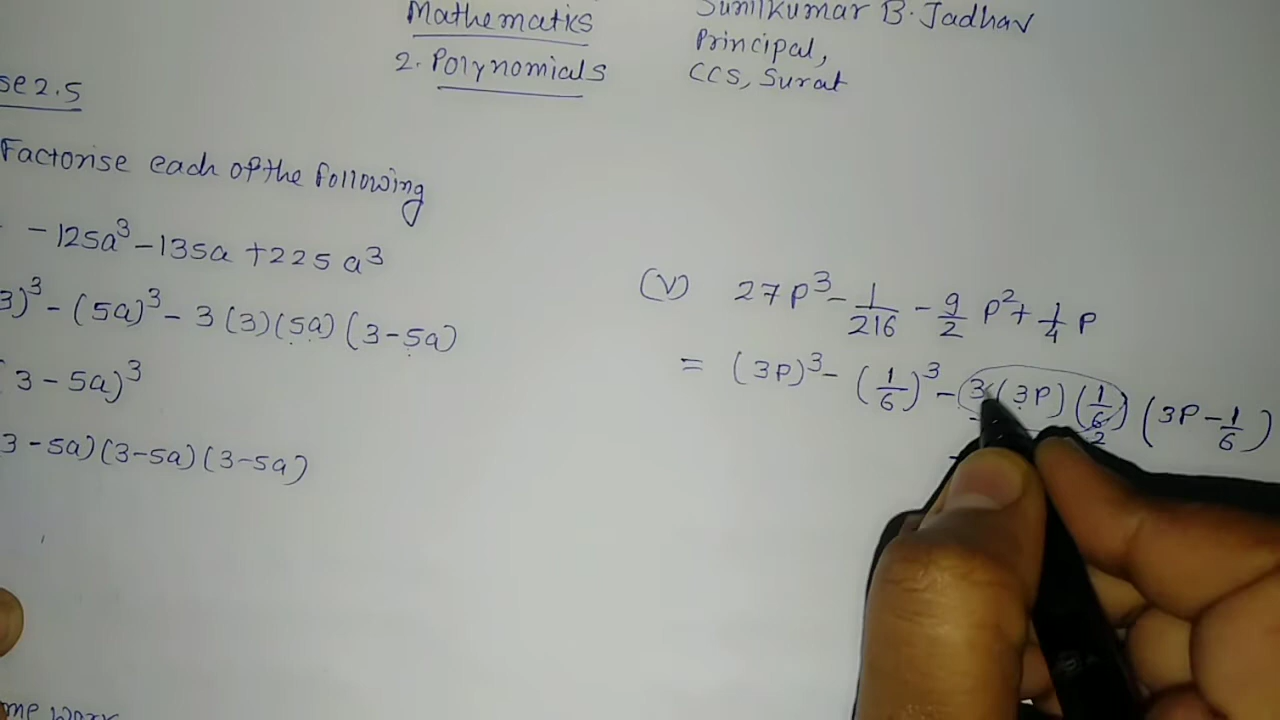 Mathematics
2. Polynomials
Sunilkumar B. Jadhav
Principal,
CCS, Surat
se 2.5
Factorise each of the following
- 125a³ - 135a + 225a³
3)³ - (5a)³ - 3(3)(5a)(3-5a)
(3 - 5a)³
3 - 5a)(3-5a)(3-5a)
(V) 27P³ - 1/216 - 9/2 P² + 1/4 P
= (3P)³ - (1/6)³ - 3(3P)(1/6)(3P - 1/6)
2